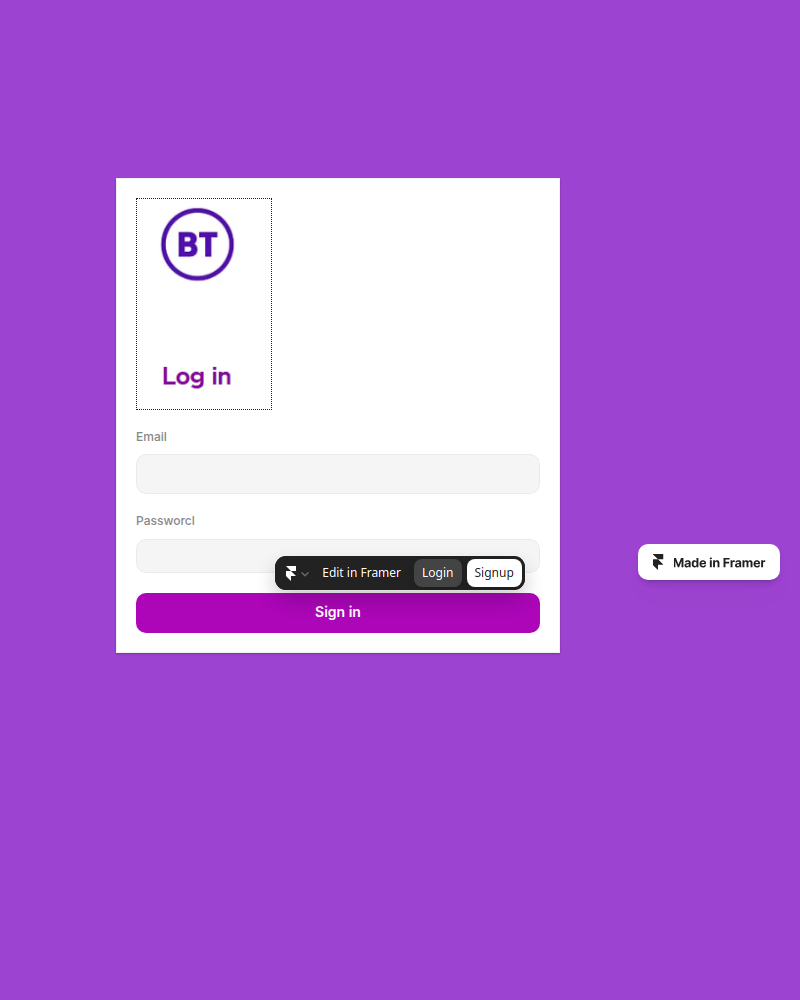 BT
Log in
Email
Passworcl
Edit in Framer
Login
Signup
Made in Framer
Sign in